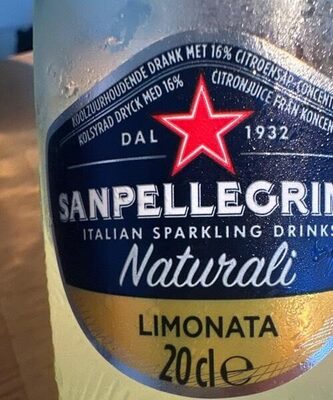 KOOLZUURHOUDENDE DRANK MET 16% CITROENSAP-CONCEN
KOLSYRAD DRYCK MED 16% CITRONJUICE FRÅN KONCEN
DAL 1932
SANPELLEGRIN
ITALIAN SPARKLING DRINKS
Naturali
LIMONATA
20cl℮